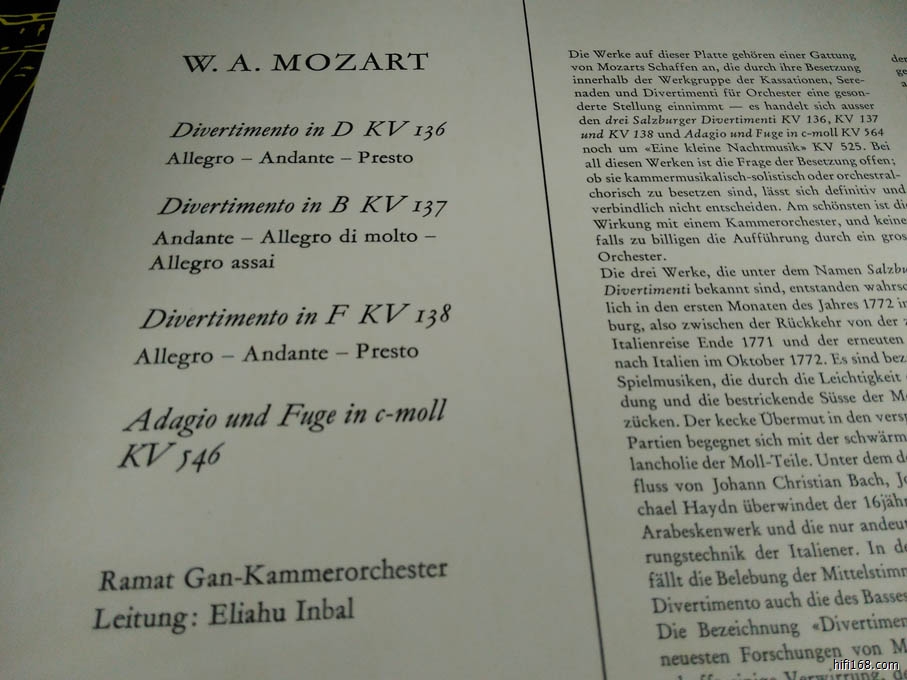 W. A. MOZART
Divertimento in D KV 136
Allegro – Andante – Presto
Divertimento in B KV 137
Andante – Allegro di molto –
Allegro assai
Divertimento in F KV 138
Allegro – Andante – Presto
Adagio und Fuge in c-moll
KV 546
Ramat Gan-Kammerorchester
Leitung: Eliahu Inbal
Die Werke auf dieser Platte gehören einer Gattung
von Mozarts Schaffen an, die durch ihre Besetzung
innerhalb der Werkgruppe der Kassationen, Sere-
naden und Divertimenti für Orchester eine geson-
derte Stellung einnimmt — es handelt sich ausser
den drei Salzburger Divertimenti KV 136, KV 137
und KV 138 und Adagio und Fuge in c-moll KV 564
noch um «Eine kleine Nachtmusik» KV 525. Bei
all diesen Werken ist die Frage der Besetzung offen;
ob sie kammermusikalisch-solistisch oder orchestral-
chorisch zu besetzen sind, lässt sich definitiv und
verbindlich nicht entscheiden. Am schönsten ist die
Wirkung mit einem Kammerorchester, und keine
falls zu billigen die Aufführung durch ein gros
Orchester.
Die drei Werke, die unter dem Namen Salzbu
Divertimenti bekannt sind, entstanden wahrsc
lich in den ersten Monaten des Jahres 1772 in
burg, also zwischen der Rückkehr von der z
Italienreise Ende 1771 und der erneuten
nach Italien im Oktober 1772. Es sind bez
Spielmusiken, die durch die Leichtigkeit
dung und die bestrickende Süsse der Me
zücken. Der kecke Übermut in den versp
Partien begegnet sich mit der schwärm
lancholie der Moll-Teile. Unter dem de
fluss von Johann Christian Bach, Jo
chael Haydn überwindet der 16jähr
Arabeskenwerk und die nur andeut
rungstechnik der Italiener. In de
fällt die Belebung der Mittelstimm
Divertimento auch die des Basses
Die Bezeichnung «Divertimen
neuesten Forschungen von M
hifi168.com